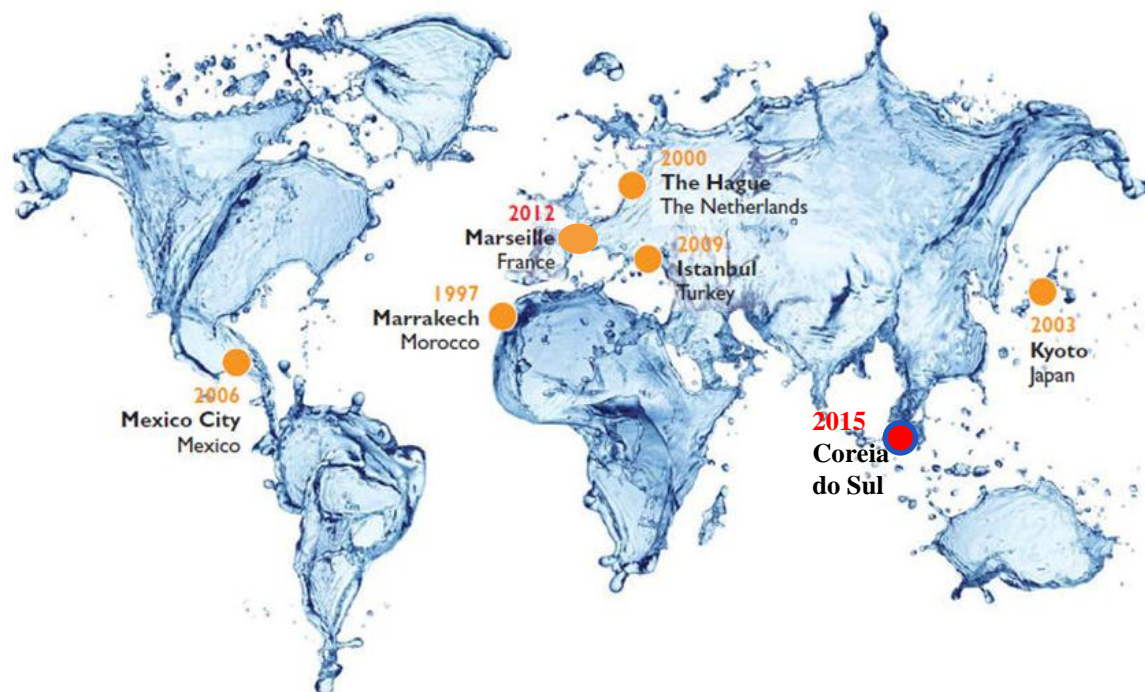 2000
The Hague
The Netherlands
2012
Marseille
France
2009
Istanbul
Turkey
1997
Marrakech
Morocco
2003
Kyoto
Japan
2006
Mexico City
Mexico
2015
Coréia
do Sul